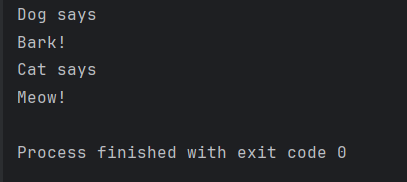 Dog says
Bark!
Cat says
Meow!
Process finished with exit code 0